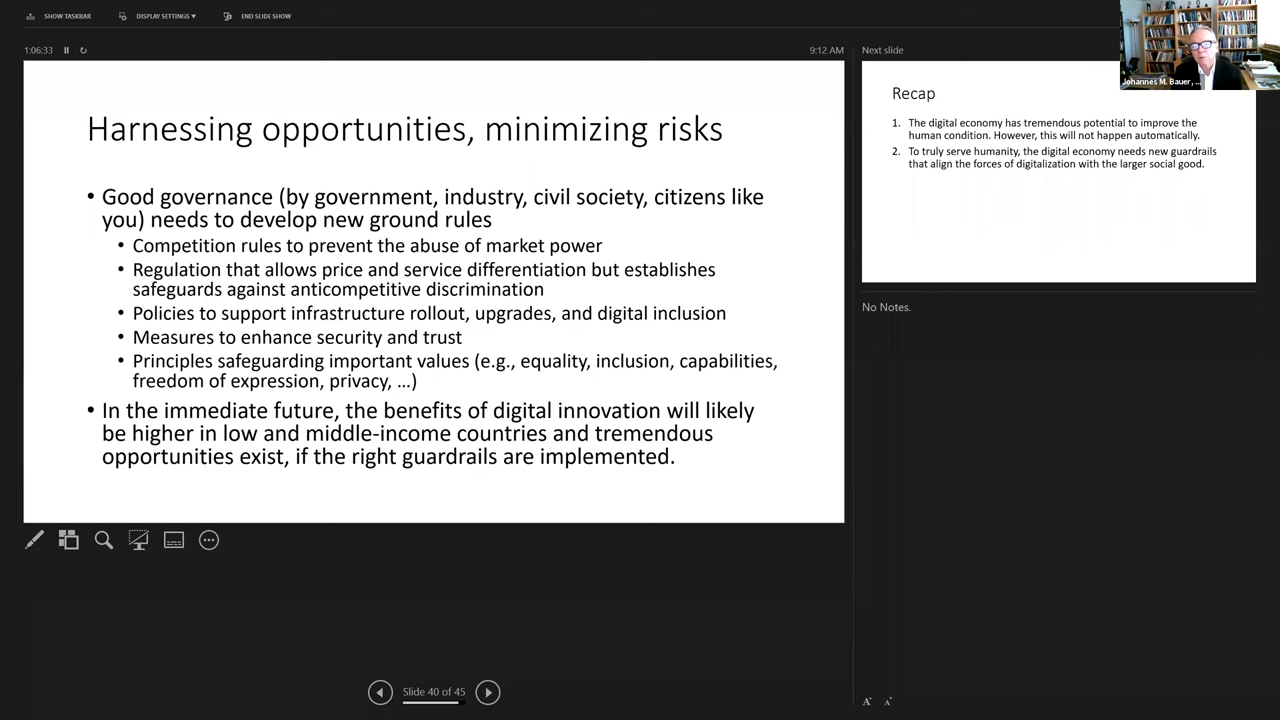 SHOW TASKBAR
DISPLAY SETTINGS ▾
END SLIDE SHOW
1:06:33
9:12 AM
Harnessing opportunities, minimizing risks
• Good governance (by government, industry, civil society, citizens like
you) needs to develop new ground rules
• Competition rules to prevent the abuse of market power
• Regulation that allows price and service differentiation but establishes
safeguards against anticompetitive discrimination
• Policies to support infrastructure rollout, upgrades, and digital inclusion
• Measures to enhance security and trust
• Principles safeguarding important values (e.g., equality, inclusion, capabilities,
freedom of expression, privacy, …)
• In the immediate future, the benefits of digital innovation will likely
be higher in low and middle-income countries and tremendous
opportunities exist, if the right guardrails are implemented.
Slide 40 of 45
Next slide
Johannes M. Bauer, ...
Recap
1. The digital economy has tremendous potential to improve the
human condition. However, this will not happen automatically.
2. To truly serve humanity, the digital economy needs new guardrails
that align the forces of digitalization with the larger social good.
No Notes.
A A